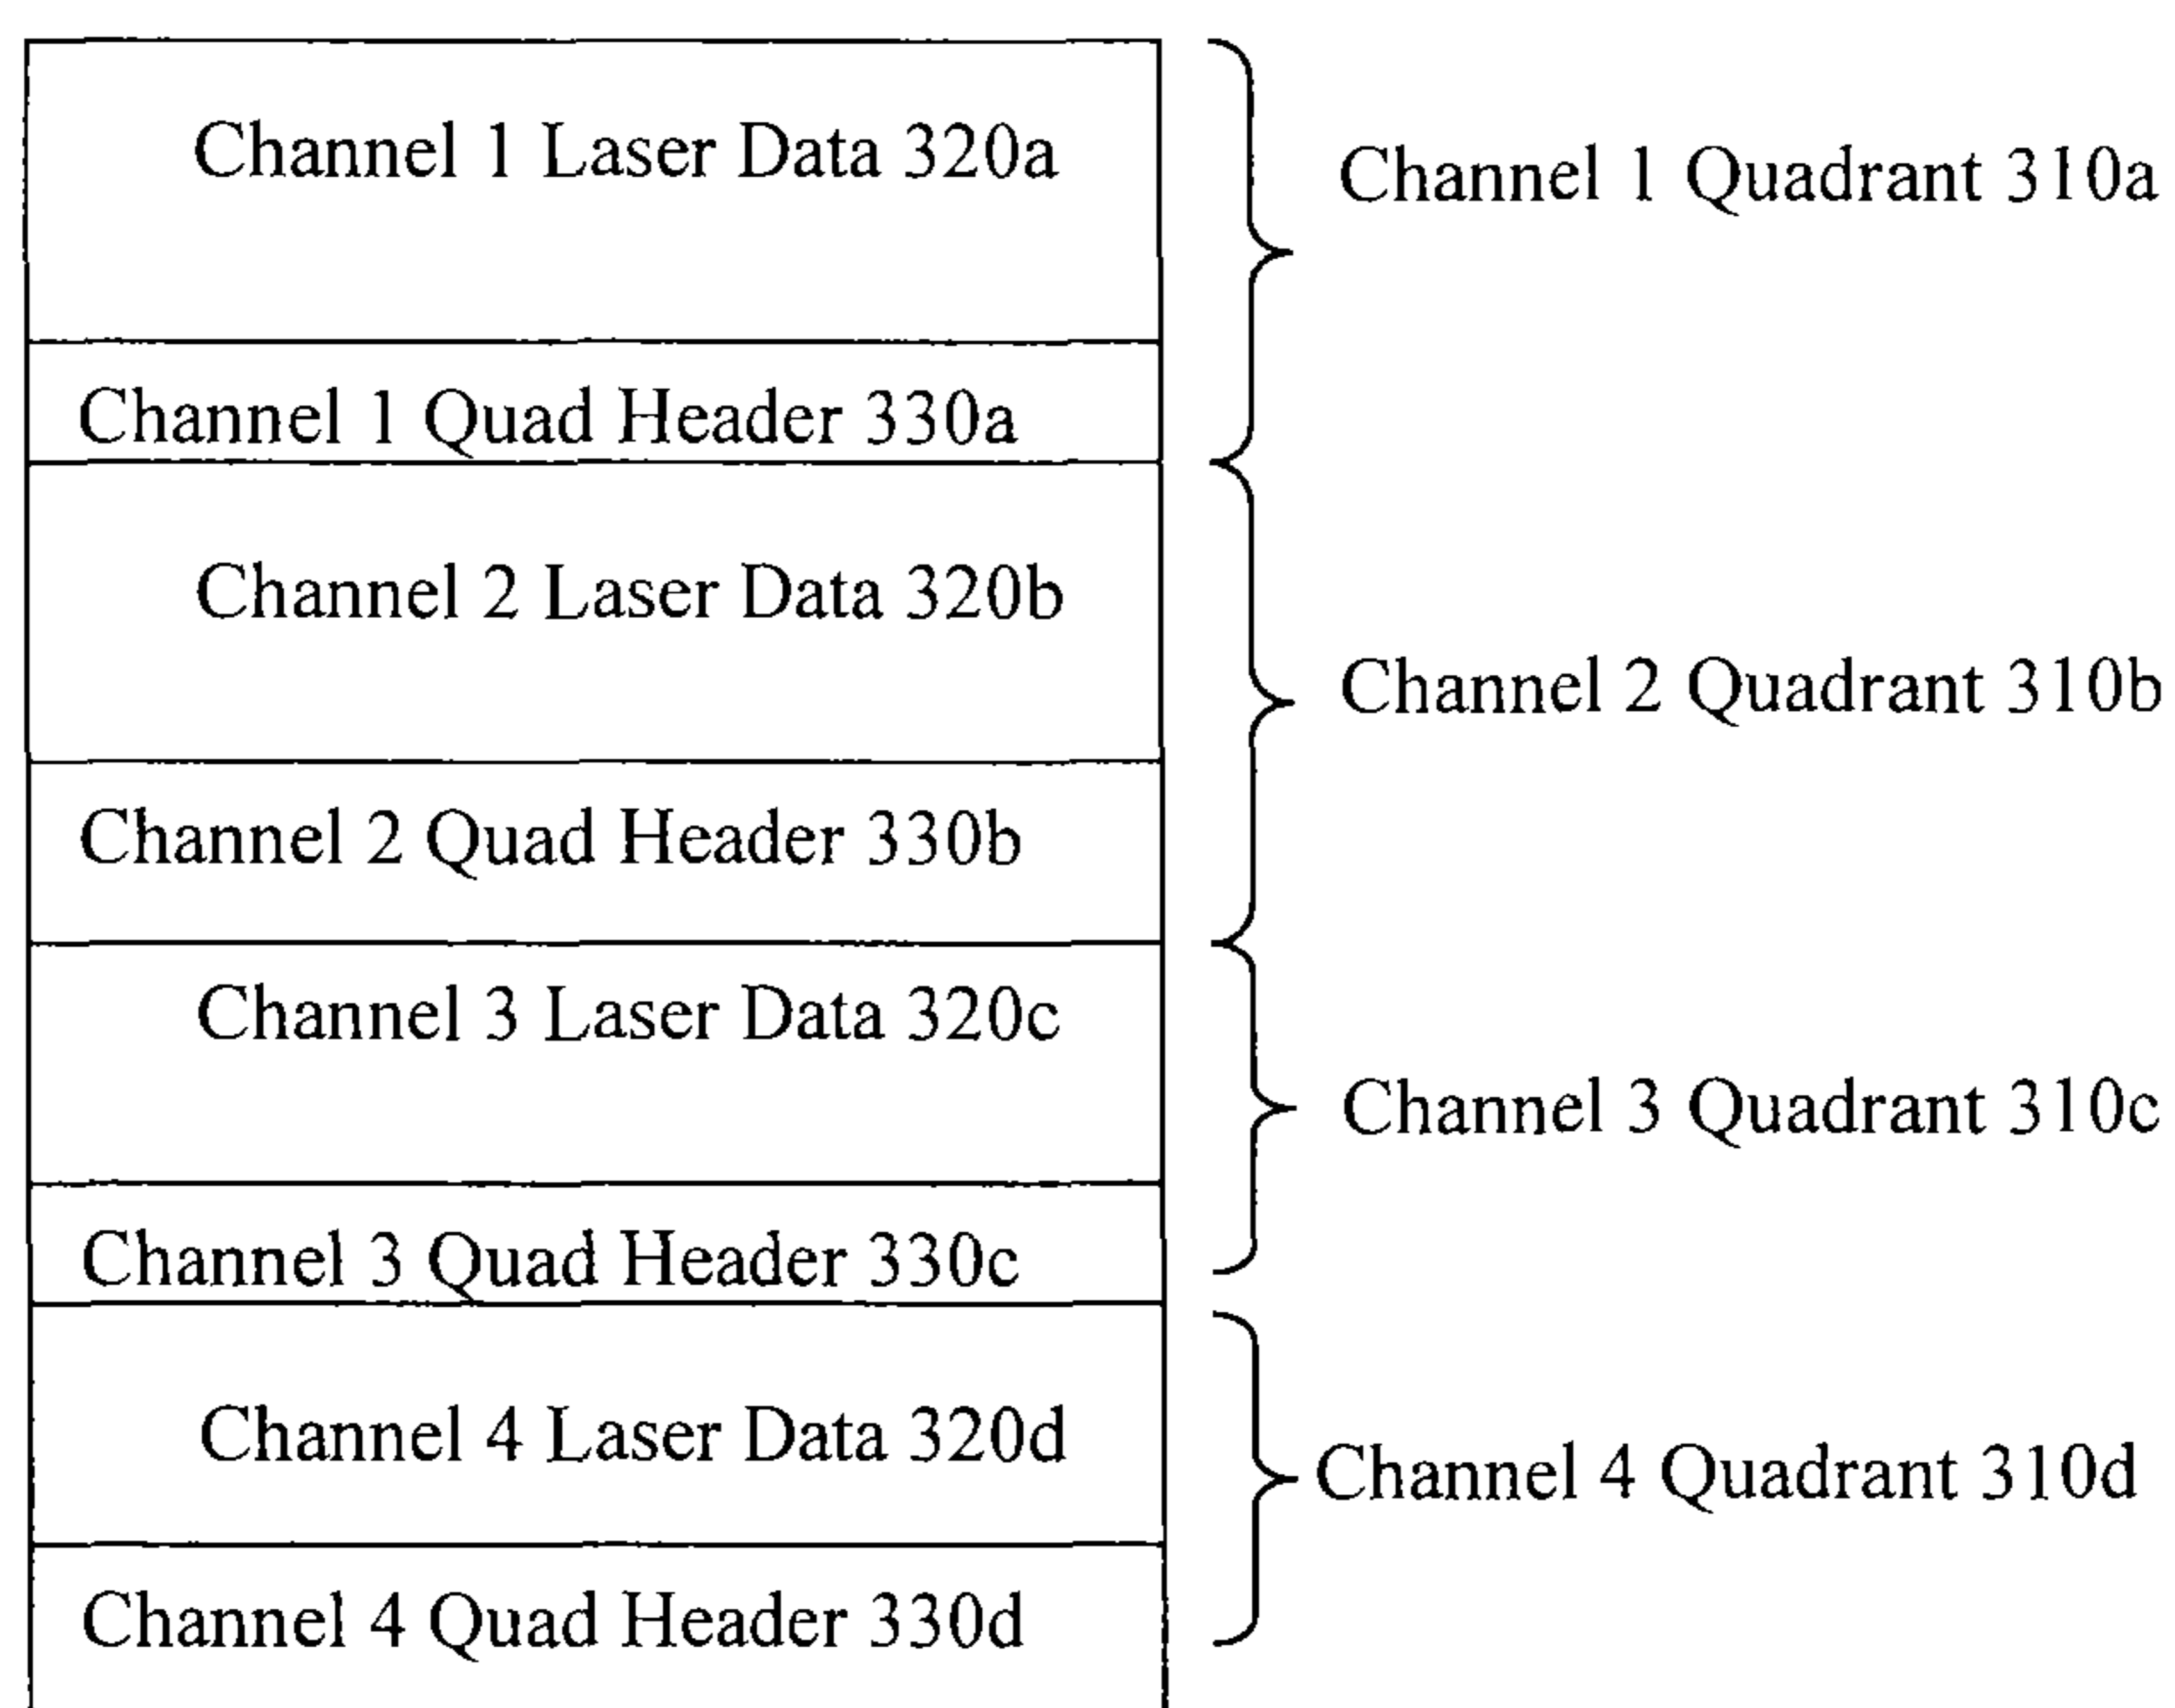 Channel 1 Laser Data 320a
Channel 1 Quadrant 310a
Channel 1 Quad Header 330a
Channel 2 Laser Data 320b
Channel 2 Quadrant 310b
Channel 2 Quad Header 330b
Channel 3 Laser Data 320c
Channel 3 Quadrant 310c
Channel 3 Quad Header 330c
Channel 4 Laser Data 320d
Channel 4 Quadrant 310d
Channel 4 Quad Header 330d